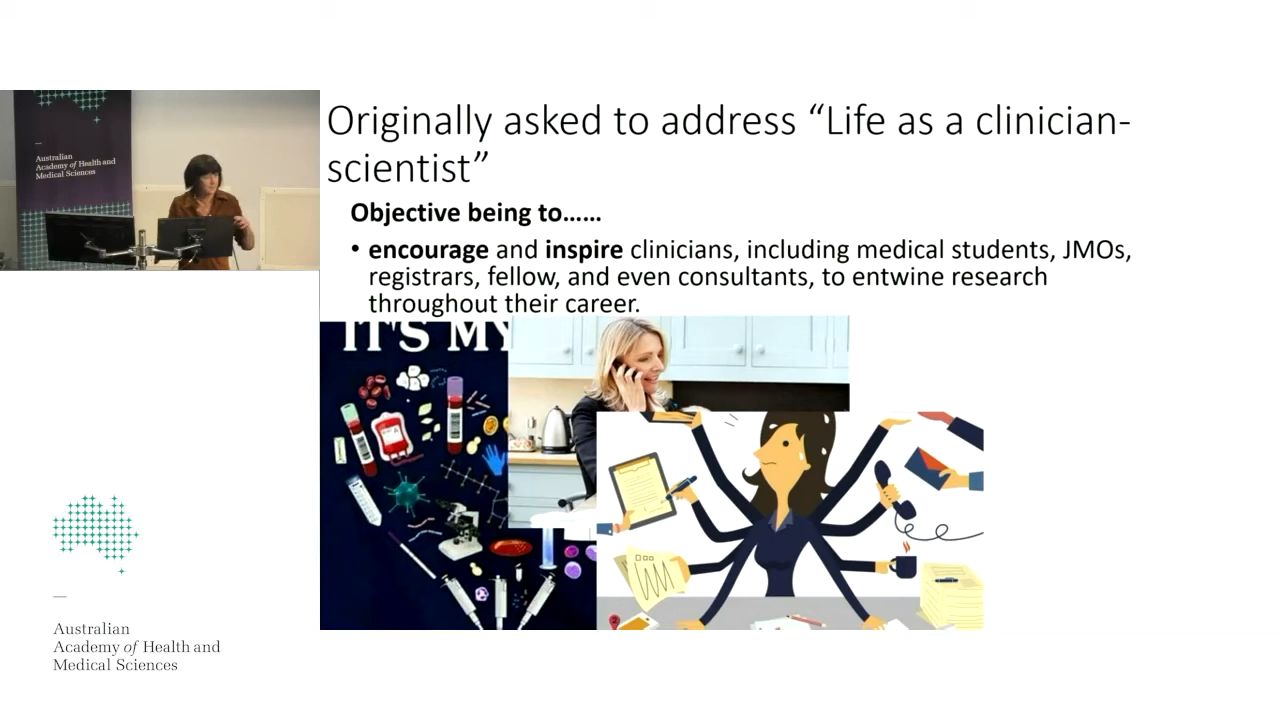 Australian
Academy of Health and
Medical Sciences
Originally asked to address “Life as a clinician-
scientist”
Objective being to……
• encourage and inspire clinicians, including medical students, JMOs,
registrars, fellow, and even consultants, to entwine research
throughout their career.
IT'S MY
A
2
Australian
Academy of Health and
Medical Sciences